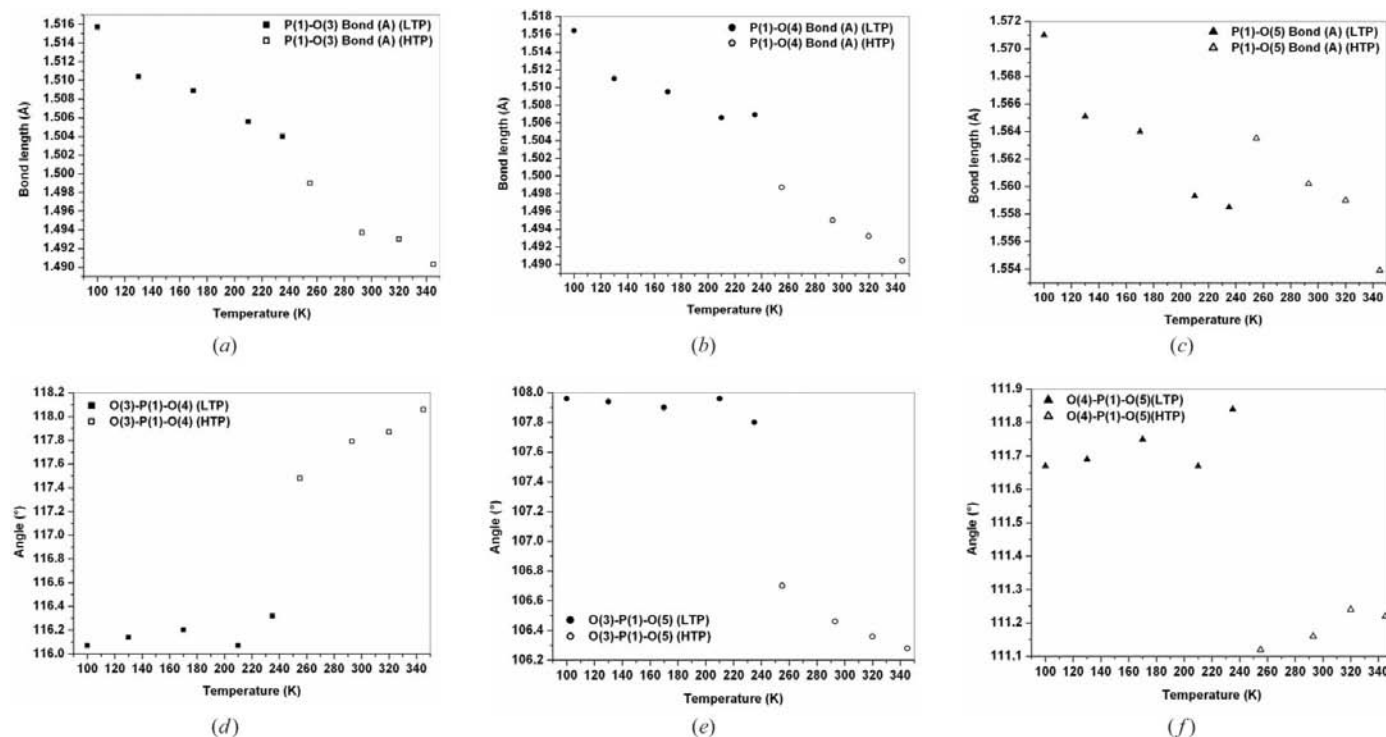 P(1)-O(3) Bond (A) (LTP)
P(1)-O(3) Bond (A) (HTP)
1.516
1.514
1.512
1.510
1.508
1.506
1.504
1.502
1.500
1.498
1.496
1.494
1.492
1.490
Bond length (Å)
100 120 140 160 180 200 220 240 260 280 300 320 340
Temperature (K)
(a)
P(1)-O(4) Bond (A) (LTP)
P(1)-O(4) Bond (A) (HTP)
1.518
1.516
1.514
1.512
1.510
1.508
1.506
1.504
1.502
1.500
1.498
1.496
1.494
1.492
1.490
Bond length (Å)
100 120 140 160 180 200 220 240 260 280 300 320 340
Temperature (K)
(b)
P(1)-O(5) Bond (A) (LTP)
P(1)-O(5) Bond (A) (HTP)
1.572
1.570
1.568
1.566
1.564
1.562
1.560
1.558
1.556
1.554
Bond length (Å)
100 120 140 160 180 200 220 240 260 280 300 320 340
Temperature (K)
(c)
118.2
118.0
117.8
117.6
117.4
117.2
117.0
116.8
116.6
116.4
116.2
116.0
O(3)-P(1)-O(4) (LTP)
O(3)-P(1)-O(4) (HTP)
Angle (°)
100 120 140 160 180 200 220 240 260 280 300 320 340
Temperature (K)
(d)
108.0
107.8
107.6
107.4
107.2
107.0
106.8
106.6
106.4
106.2
O(3)-P(1)-O(5) (LTP)
O(3)-P(1)-O(5) (HTP)
Angle (°)
100 120 140 160 180 200 220 240 260 280 300 320 340
Temperature (K)
(e)
111.9
111.8
111.7
111.6
111.5
111.4
111.3
111.2
111.1
O(4)-P(1)-O(5)(LTP)
O(4)-P(1)-O(5)(HTP)
Angle (°)
100 120 140 160 180 200 220 240 260 280 300 320 340
Temperature (K)
(f)